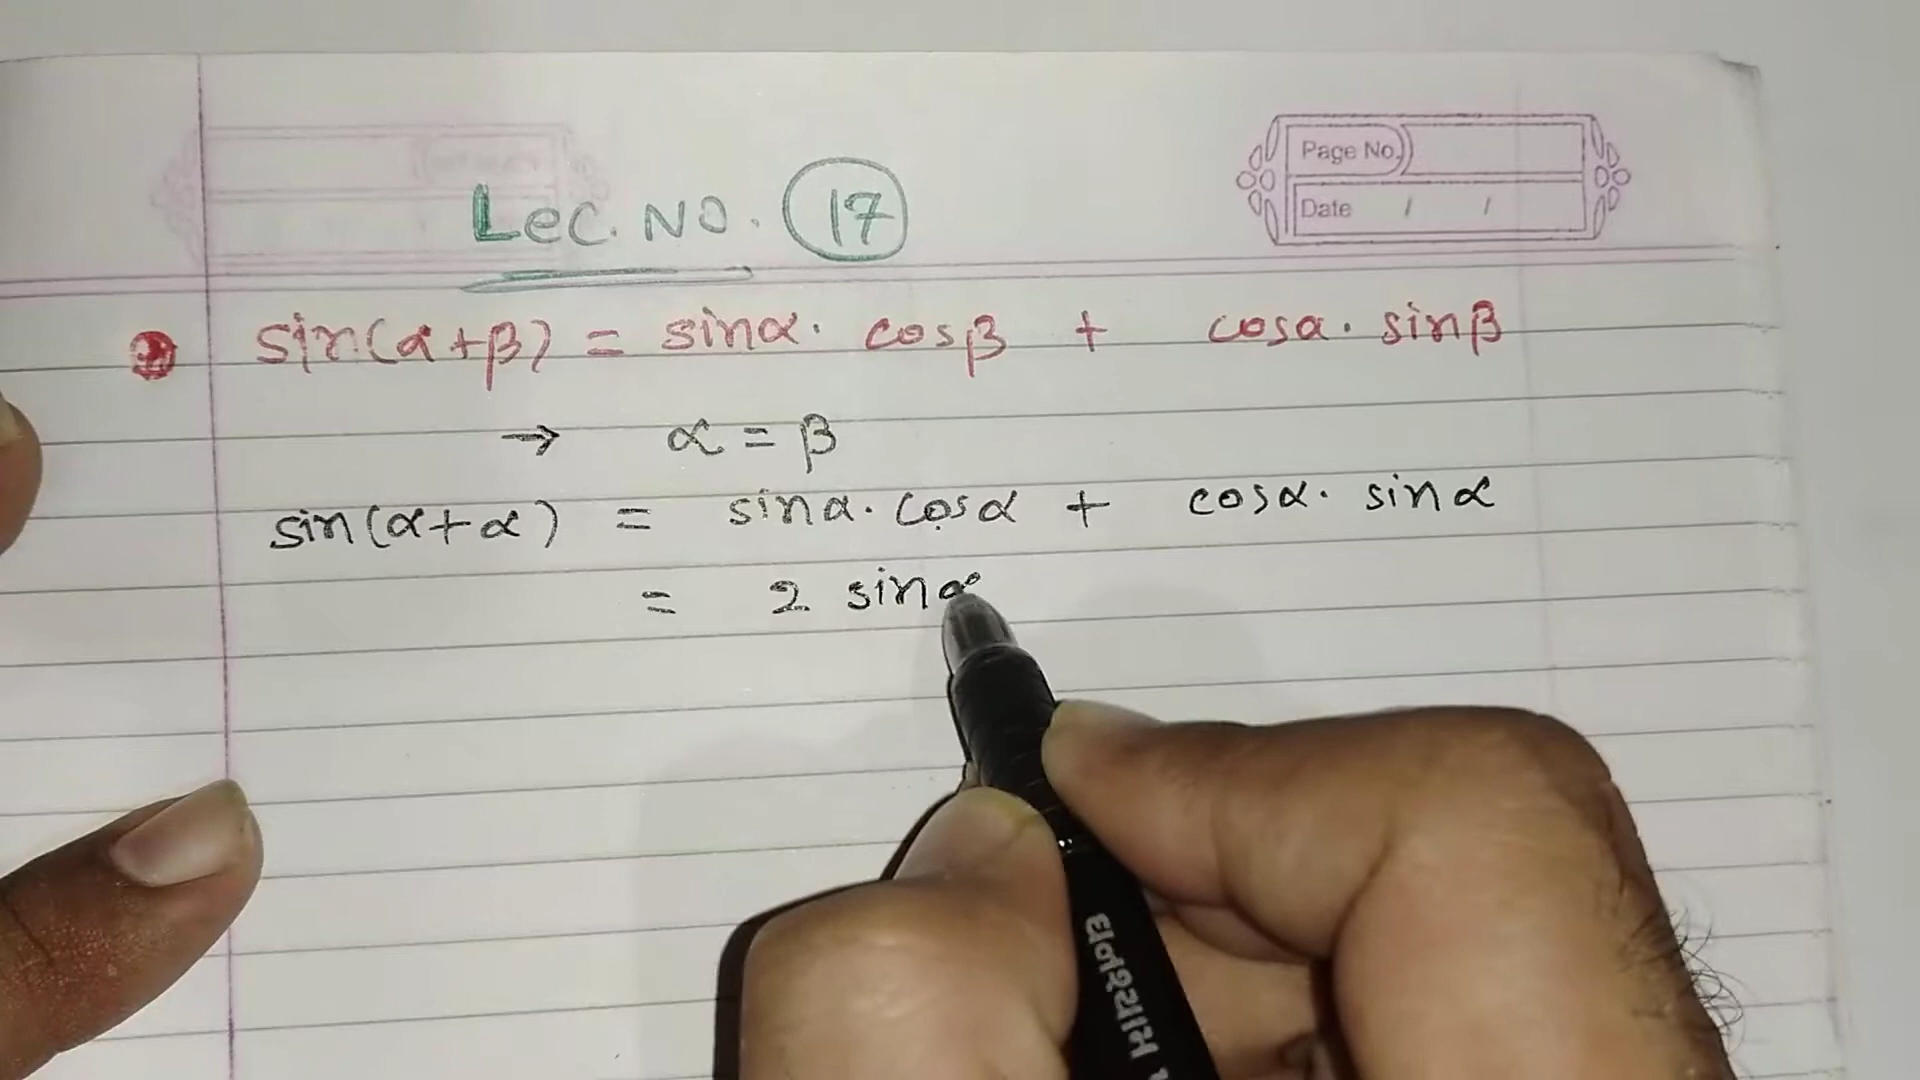 Page No.
Date / /
Lec. No. 17
sin(α+β) = sinα. cosβ + cosα. sinβ
→ α = β
sin(α+α) = sinα. cosα + cosα. sinα
= 2 sinα